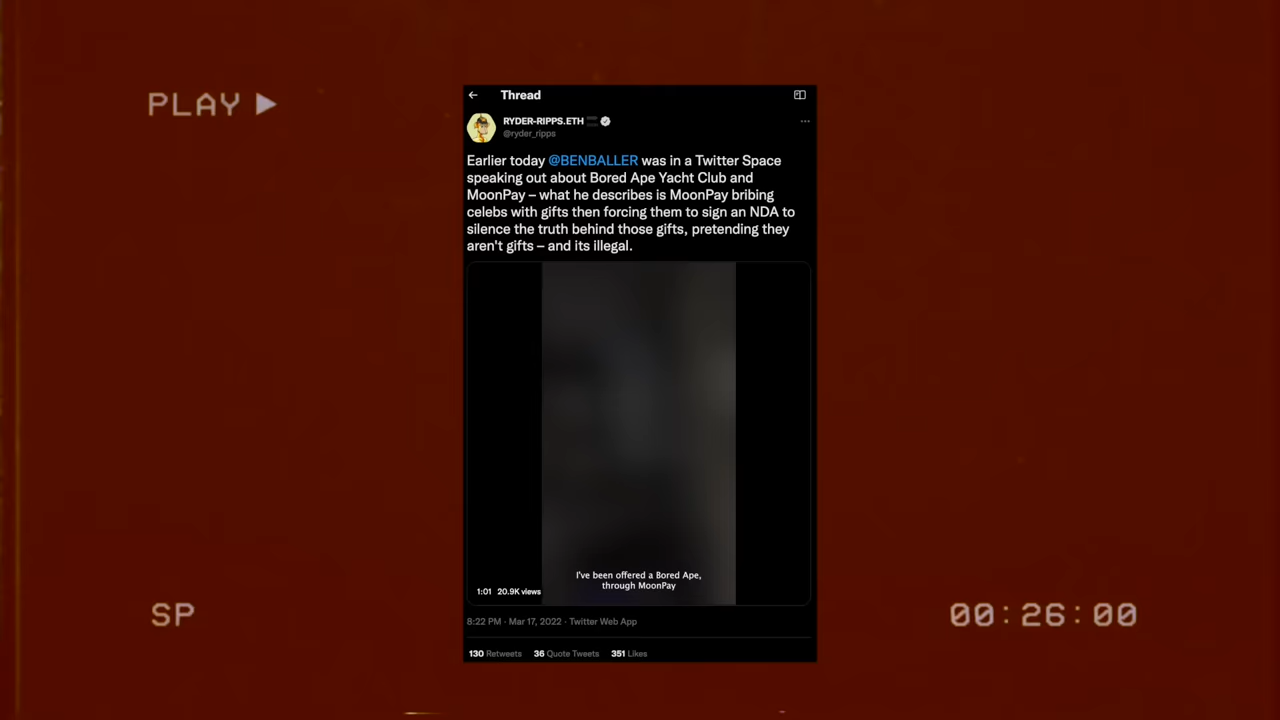 PLAY
Thread
RYDER-RIPPS.ETH
@ryder_ripps
Earlier today @BENBALLER was in a Twitter Space
speaking out about Bored Ape Yacht Club and
MoonPay – what he describes is MoonPay bribing
celebs with gifts then forcing them to sign an NDA to
silence the truth behind those gifts, pretending they
aren't gifts – and its illegal.
I've been offered a Bored Ape,
through MoonPay
1:01 20.9K views
8:22 PM · Mar 17, 2022 · Twitter Web App
130 Retweets 36 Quote Tweets 351 Likes
SP
00:26:00